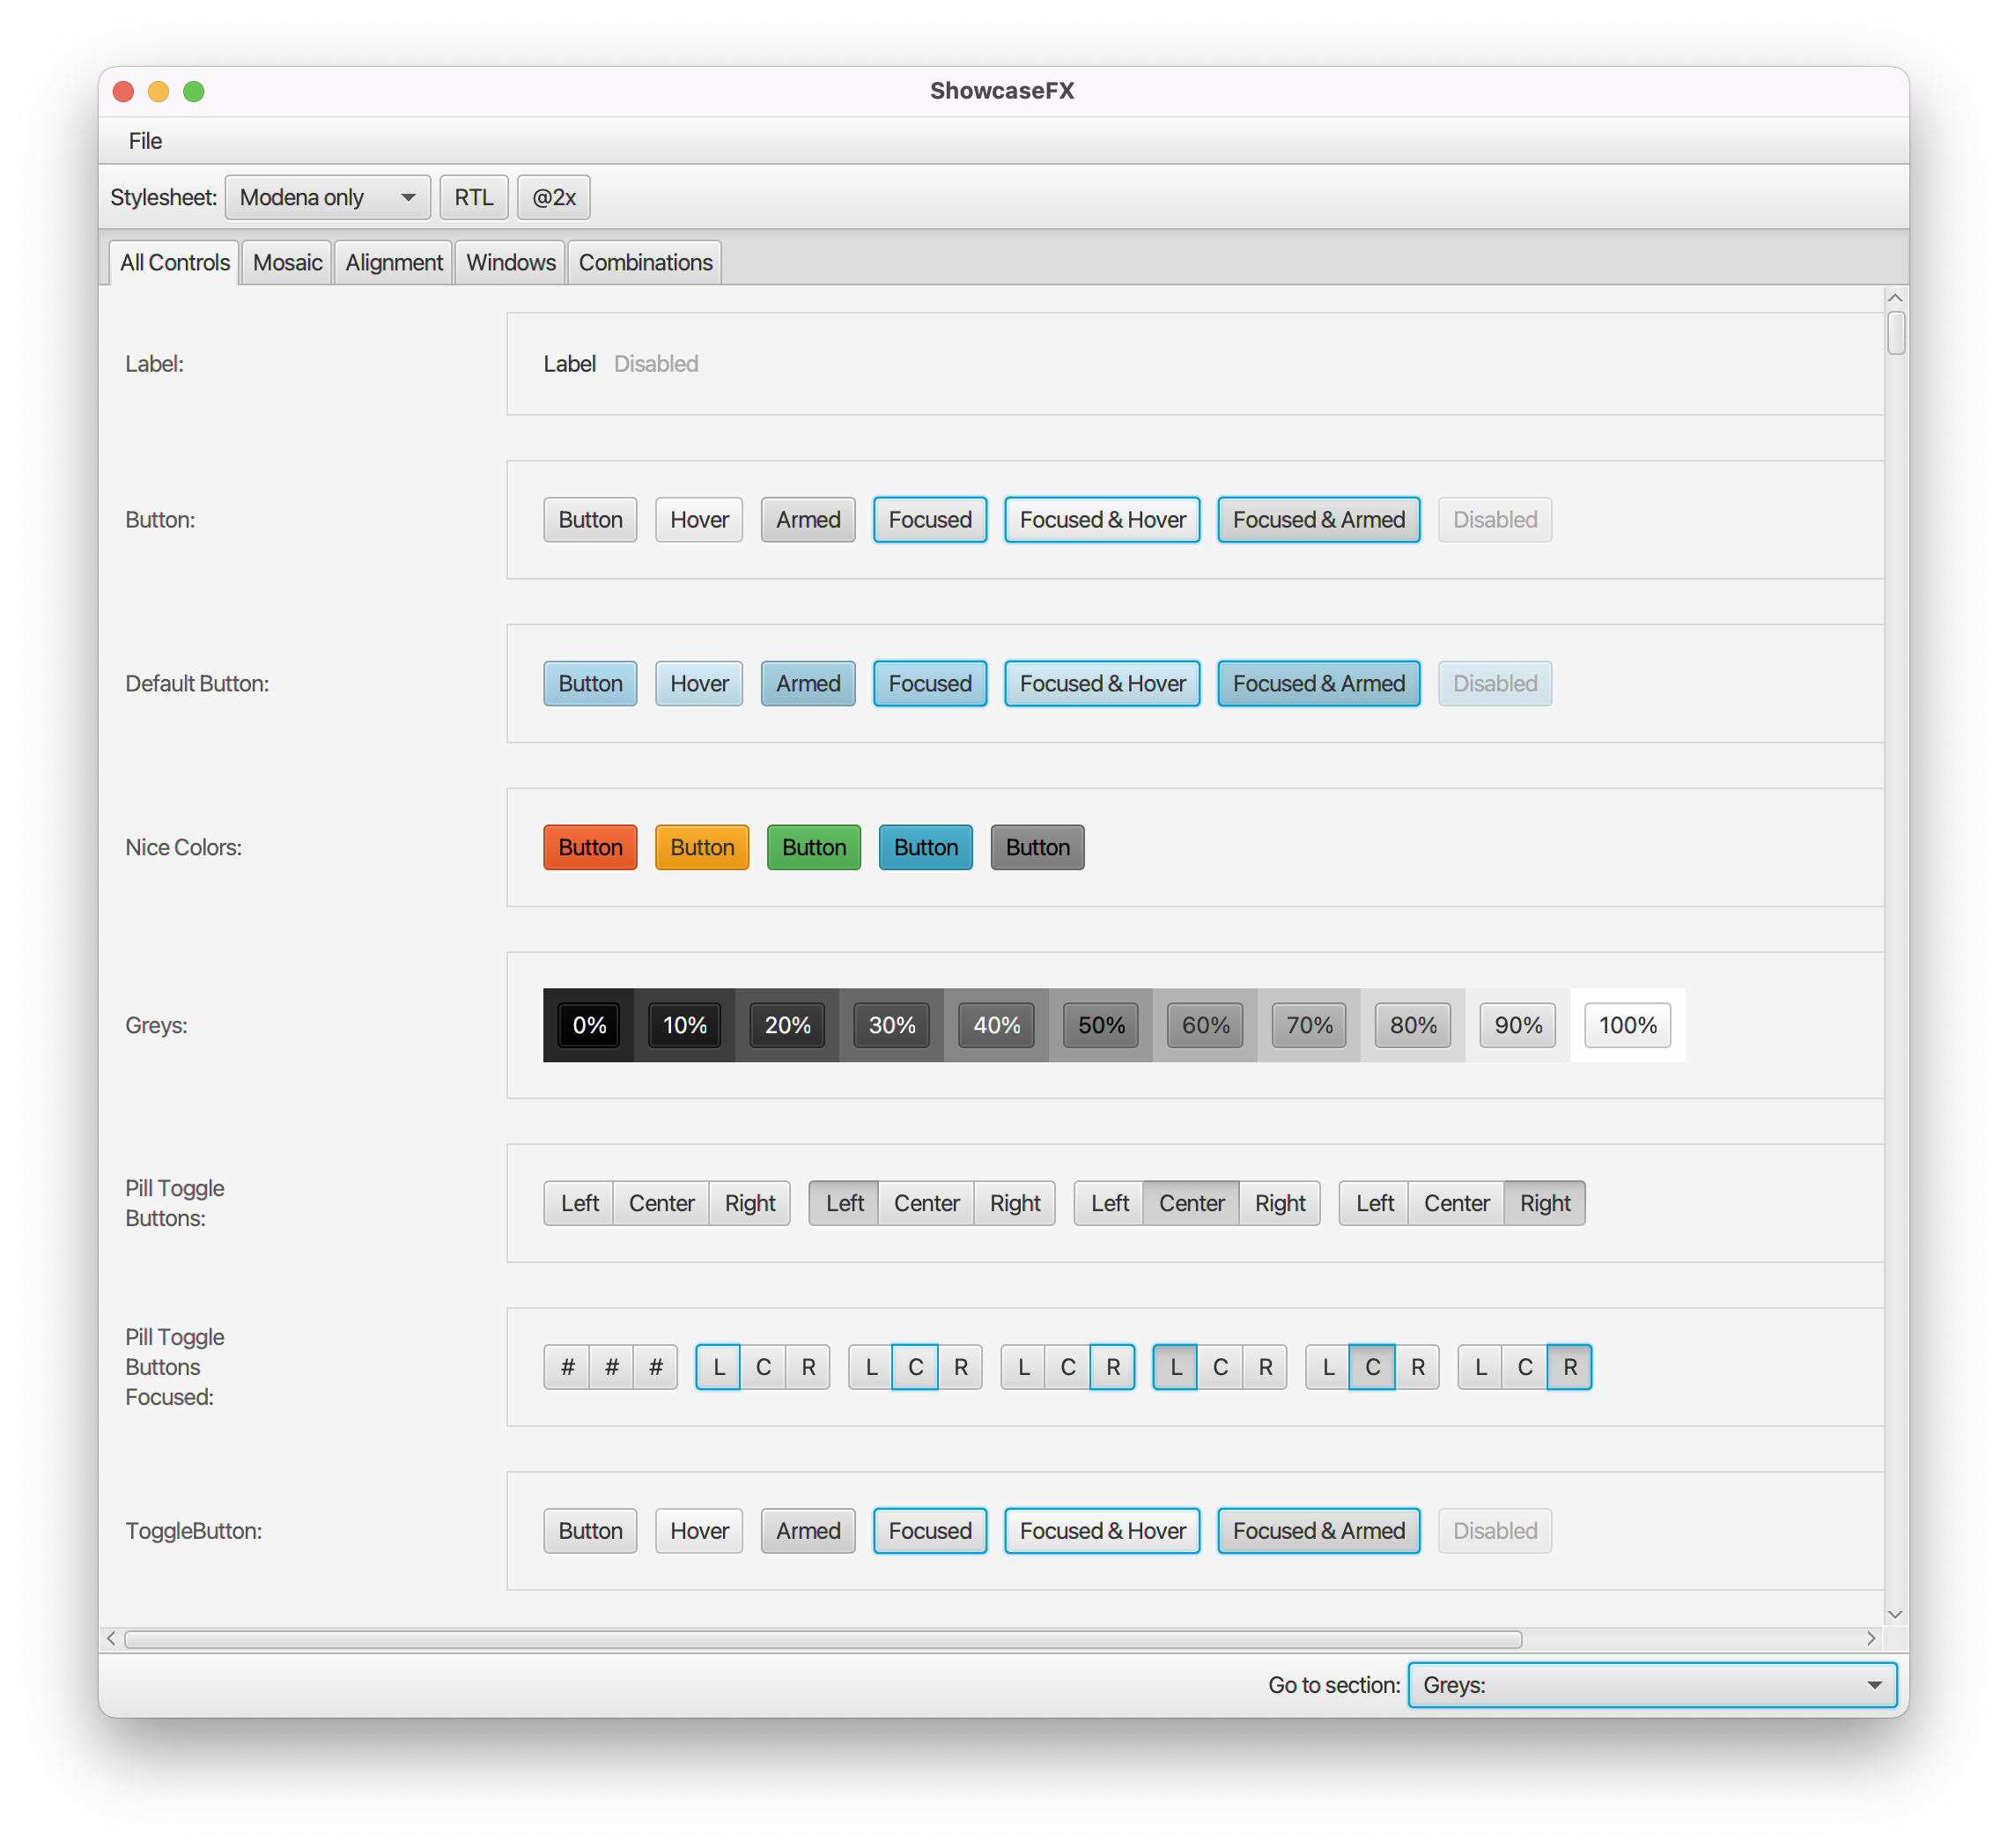 ShowcaseFX
File
Stylesheet: Modena only RTL @2x
All Controls Mosaic Alignment Windows Combinations
Label: Label Disabled
Button: Button Hover Armed Focused Focused & Hover Focused & Armed Disabled
Default Button: Button Hover Armed Focused Focused & Hover Focused & Armed Disabled
Nice Colors: Button Button Button Button Button
Greys: 0% 10% 20% 30% 40% 50% 60% 70% 80% 90% 100%
Pill Toggle
Buttons:
Left Center Right Left Center Right Left Center Right Left Center Right
Pill Toggle
Buttons
Focused:
# # # L C R L C R L C R L C R L C R L C R
ToggleButton: Button Hover Armed Focused Focused & Hover Focused & Armed Disabled
Go to section: Greys: